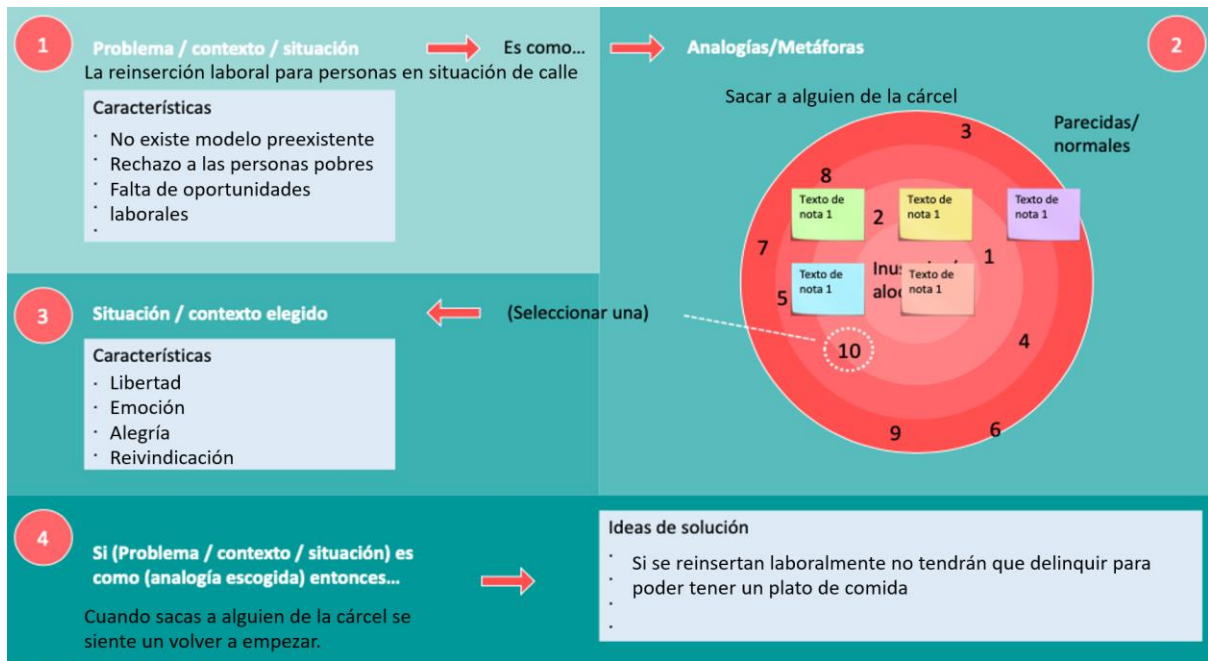 1
Problema / contexto / situación
Es como...
La reinserción laboral para personas en situación de calle
Características
· No existe modelo preexistente
· Rechazo a las personas pobres
· Falta de oportunidades
· laborales
·
Analogías/Metáforas
2
Sacar a alguien de la cárcel
Parecidas/
normales
3
8
Texto de
nota 1
2
Texto de
nota 1
Texto de
nota 1
7
1
5
Texto de
nota 1
Texto de
nota 1
4
10
9
6
3
Situación / contexto elegido
(Seleccionar una)
Características
· Libertad
· Emoción
· Alegría
· Reivindicación
4
Si (Problema / contexto / situación) es
como (analogía escogida) entonces...
Cuando sacas a alguien de la cárcel se
siente un volver a empezar.
Ideas de solución
· Si se reinsertan laboralmente no tendrán que delinquir para
· poder tener un plato de comida
·
·